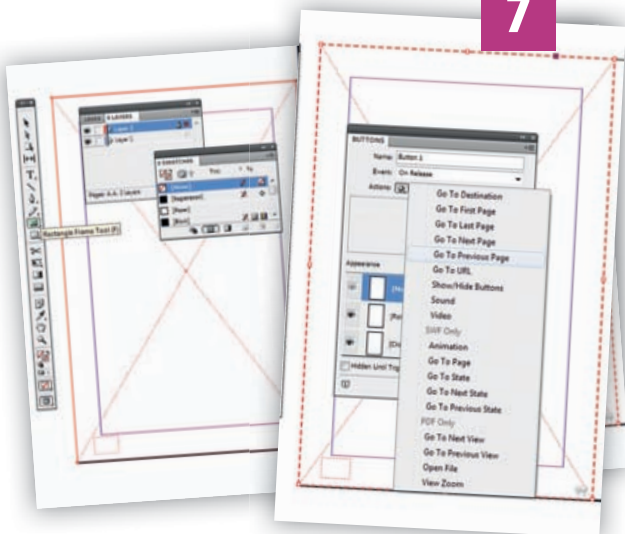 7
LAYERS
Layer 2
Layer 1
Page: A-A, 2 Layers
SWATCHES
Tint:
%
[None]
[Registration]
[Paper]
[Black]
Rectangle Frame Tool (F)
BUTTONS
Name: Button 1
Event: On Release
Actions:
Go To Destination
Go To First Page
Go To Last Page
Go To Next Page
Go To Previous Page
Go To URL
Show/Hide Buttons
Sound
Video
SWF Only
Animation
Go To Page
Go To State
Go To Next State
Go To Previous State
PDF Only
Go To Next View
Go To Previous View
Open File
View Zoom
Appearance
Hidden Until Trig